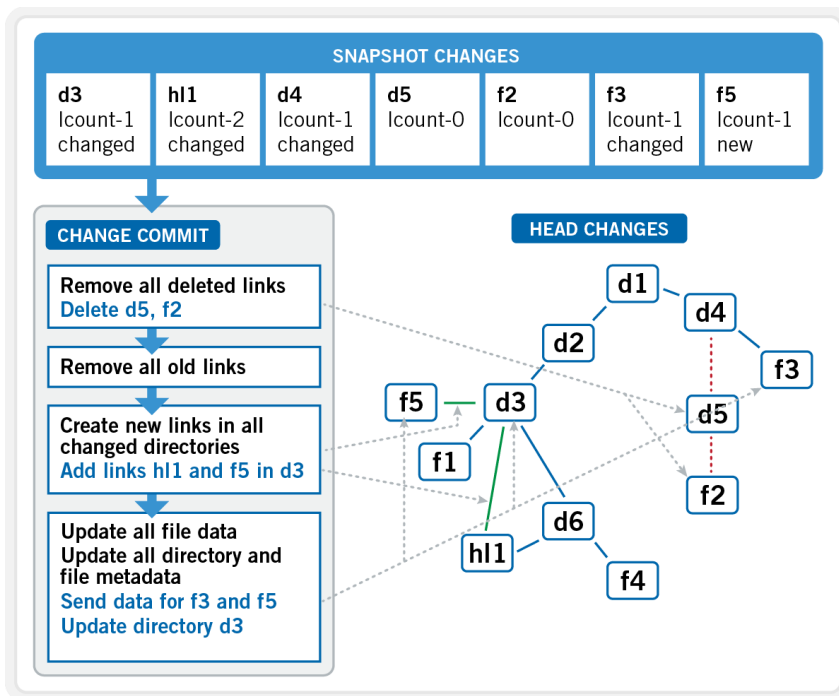 SNAPSHOT CHANGES
d3
lcount-1
changed
hl1
lcount-2
changed
d4
lcount-1
changed
d5
lcount-0
f2
lcount-0
f3
lcount-1
changed
f5
lcount-1
new
CHANGE COMMIT
Remove all deleted links
Delete d5, f2
Remove all old links
Create new links in all
changed directories
Add links hl1 and f5 in d3
Update all file data
Update all directory and
file metadata
Send data for f3 and f5
Update directory d3
HEAD CHANGES
d1
d4
d2
f3
f5
d3
d5
f1
f2
d6
hl1
f4